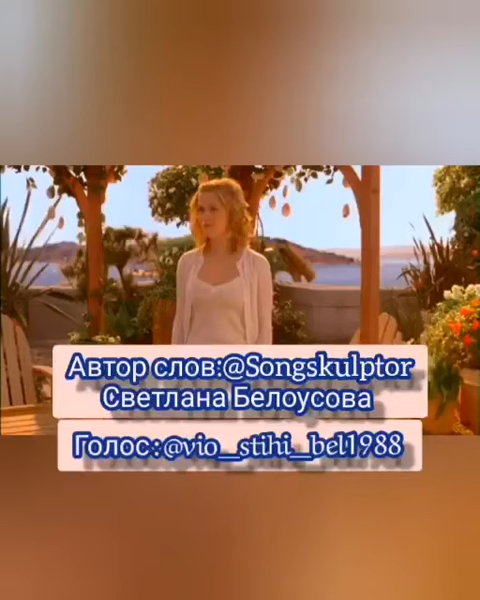 Автор слов:@Songskulptor
Светлана Белоусова
Голос:@vio_stihi_bel1988